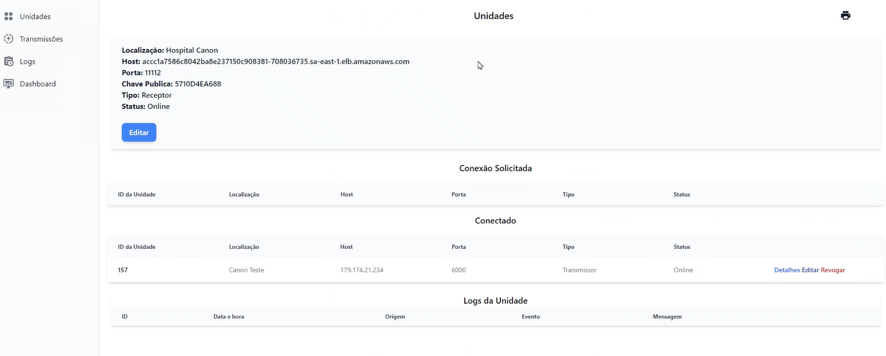 Unidades
Transmissões
Logs
Dashboard
Unidades
Localização: Hospital Canon
Host: accc1a7586c8042ba8e237150c908381-708036735.sa-east-1.elb.amazonaws.com
Porta: 11112
Chave Publica: 5710D4EA688
Tipo: Receptor
Status: Online
Editar
Conexão Solicitada
ID da Unidade Localização Host Porta Tipo Status
Conectado
ID da Unidade Localização Host Porta Tipo Status
157 Canon Teste 179.174.21.234 6000 Transmissor Online Detalhes Editar Revogar
Logs da Unidade
ID Data e hora Origem Evento Mensagem